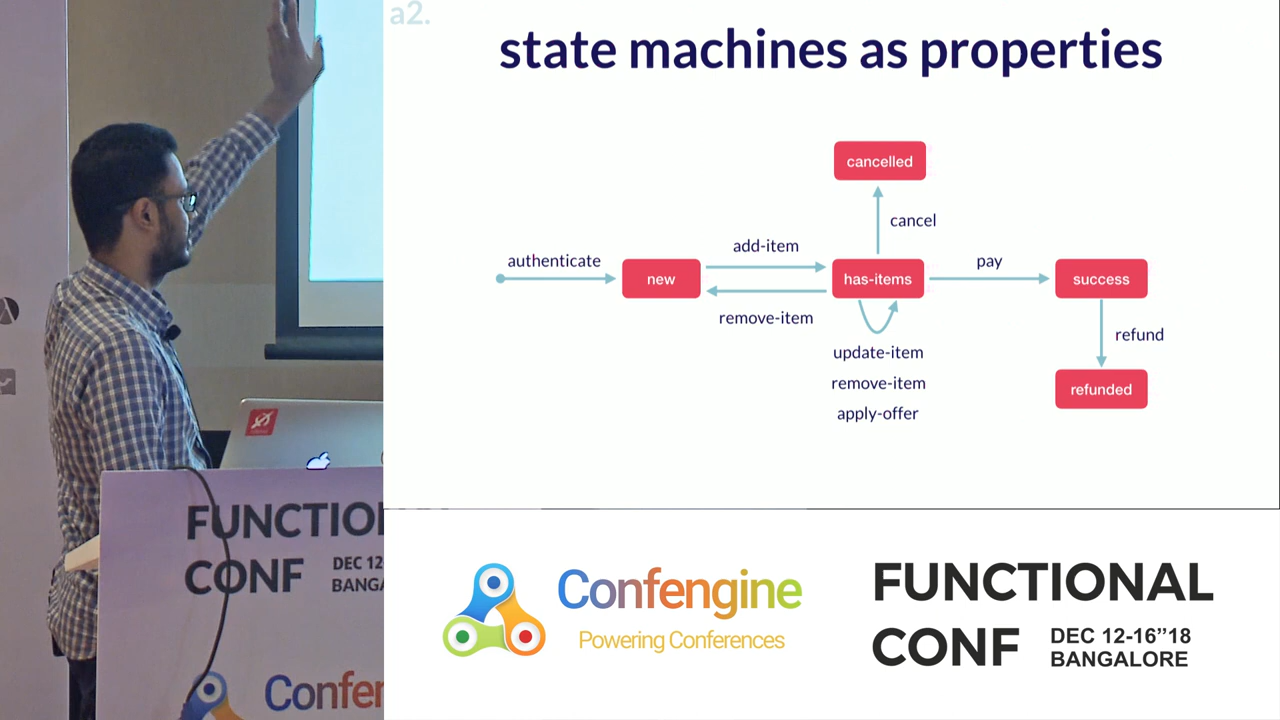 a2.
state machines as properties
cancelled
cancel
authenticate
new
add-item
remove-item
has-items
pay
success
update-item
remove-item
apply-offer
refund
refunded
Confengine
Powering Conferences
FUNCTIONAL
CONF
DEC 12-16”18
BANGALORE
FUNCTIO
CONF
DEC 12
BANGA
Confen